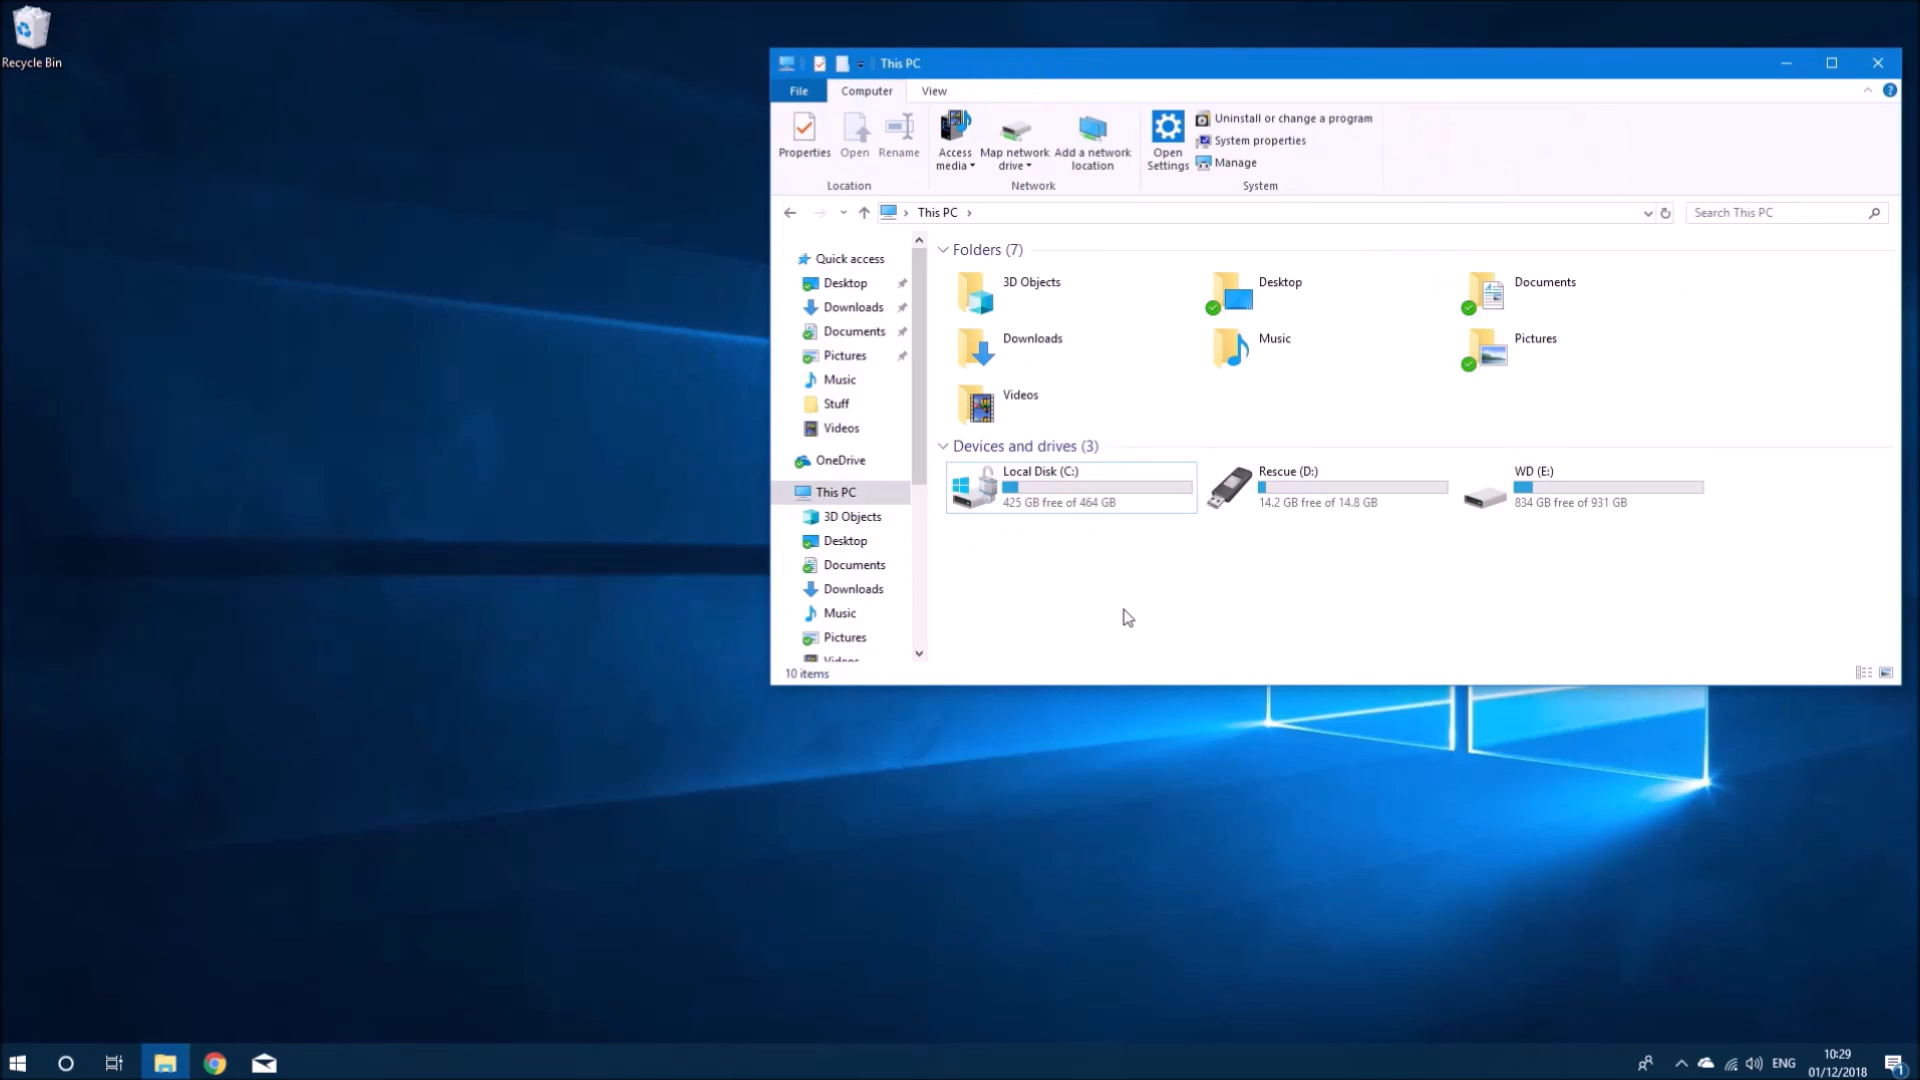 Recycle Bin
This PC
File Computer View
Properties Open Rename
Access media
Map network drive
Add a network location
Open Settings
Uninstall or change a program
System properties
Manage
Location Network System
This PC
Search This PC
Quick access
Desktop
Downloads
Documents
Pictures
Music
Stuff
Videos
OneDrive
This PC
3D Objects
Desktop
Documents
Downloads
Music
Pictures
Videos
Folders (7)
3D Objects Desktop Documents
Downloads Music Pictures
Videos
Devices and drives (3)
Local Disk (C:)
425 GB free of 464 GB
Rescue (D:)
14.2 GB free of 14.8 GB
WD (E:)
834 GB free of 931 GB
10 items
ENG
10:29
01/12/2018
1